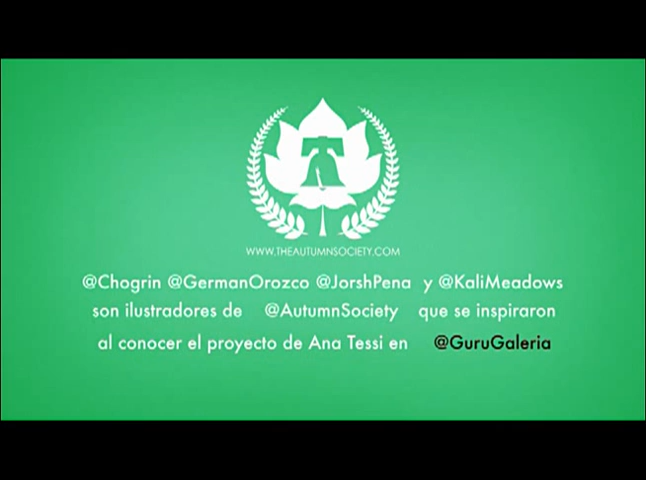 WWW.THEAUTUMNSOCIETY.COM
@Chogrin @GermanOrozco @JorshPena y @KaliMeadows
son ilustradores de @AutumnSociety que se inspiraron
al conocer el proyecto de Ana Tessi en @GuruGaleria